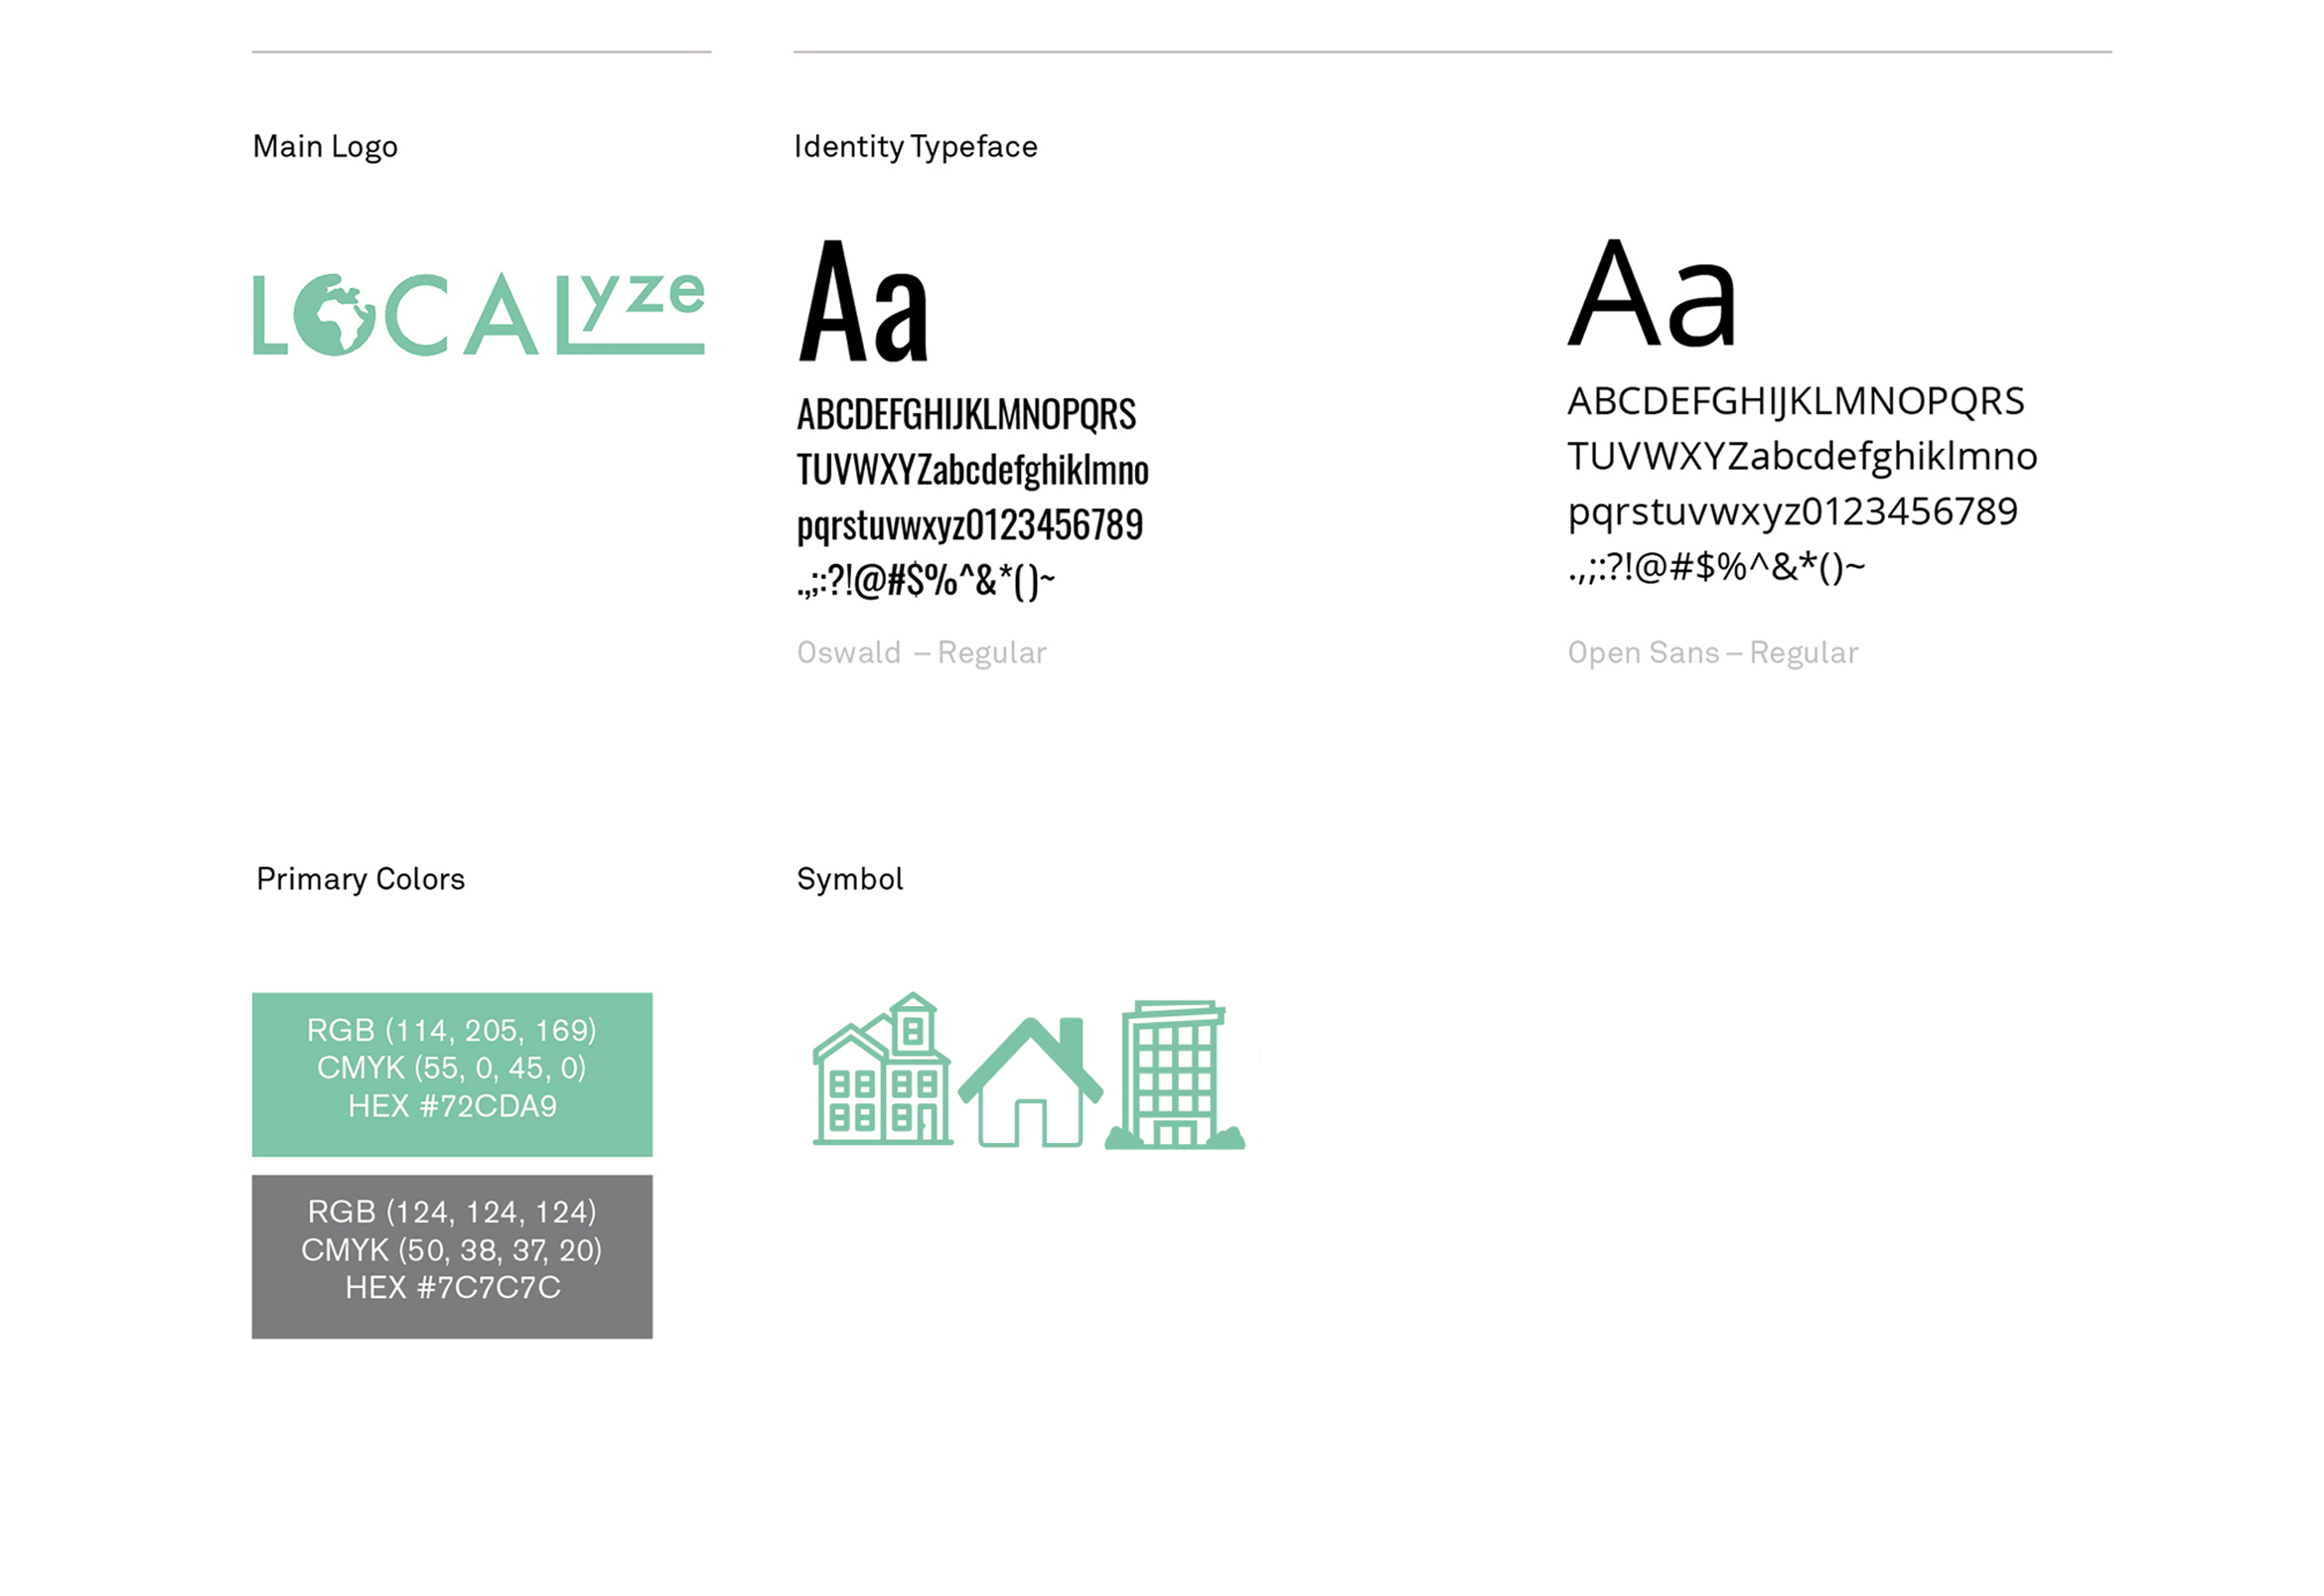 Main Logo
LOCALyze
Identity Typeface
Aa
ABCDEFGHIJKLMNOPQRS
TUVWXYZabcdefghiklmno
pqrstuvwxyz0123456789
.,;:?!@#$%^&*()~
Oswald – Regular
Aa
ABCDEFGHIJKLMNOPQRS
TUVWXYZabcdefghiklmno
pqrstuvwxyz0123456789
.,;:?!@#$%^&*()~
Open Sans – Regular
Primary Colors
RGB (114, 205, 169)
CMYK (55, 0, 45, 0)
HEX #72CDA9
RGB (124, 124, 124)
CMYK (50, 38, 37, 20)
HEX #7C7C7C
Symbol